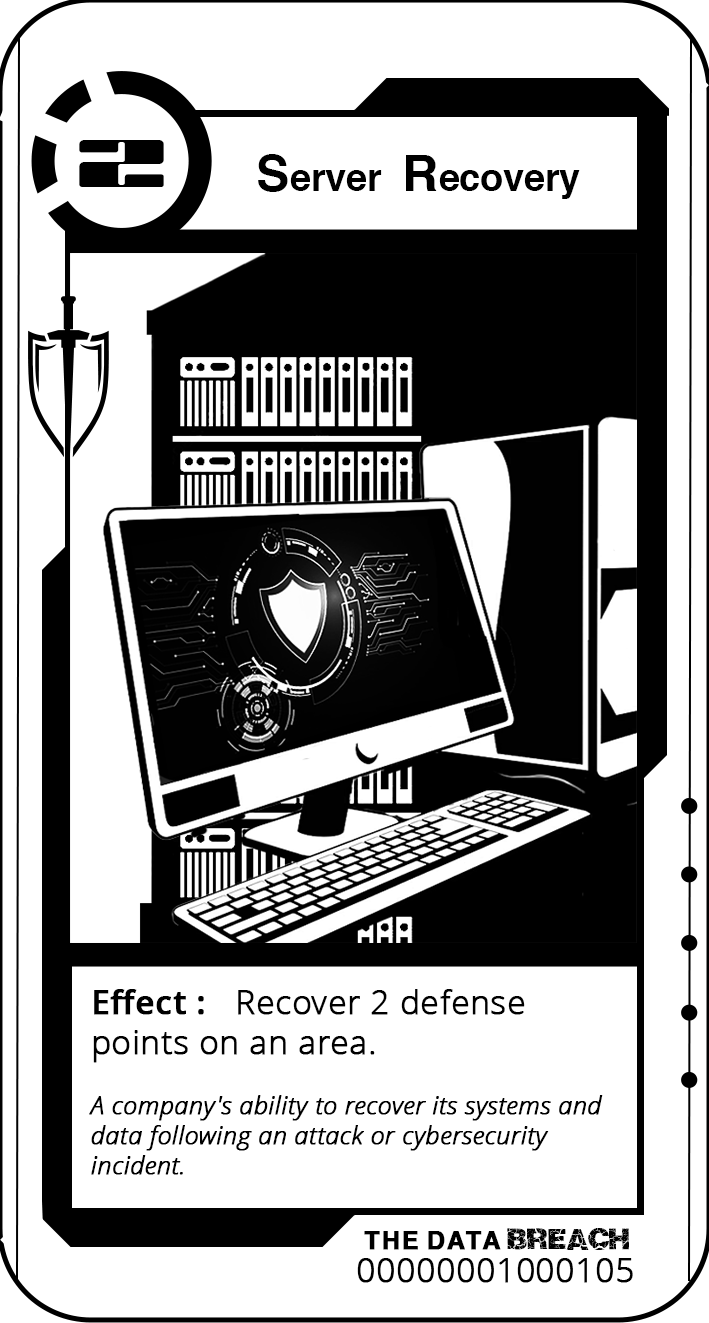 2
Server Recovery
Effect : Recover 2 defense
points on an area.
A company's ability to recover its systems and
data following an attack or cybersecurity
incident.
THE DATA BREACH
00000001000105